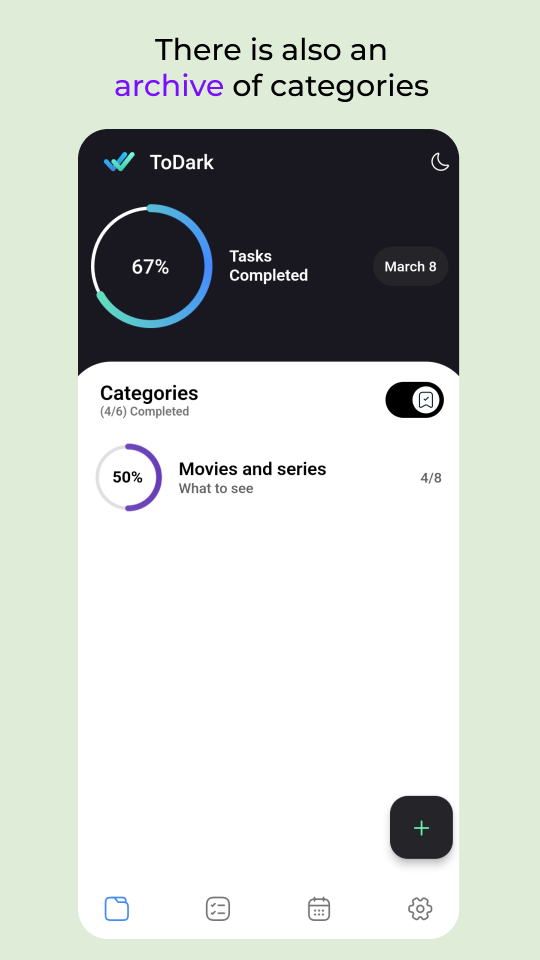 There is also an
archive of categories
ToDark
67%
Tasks
Completed
March 8
Categories
(4/6) Completed
50%
Movies and series
What to see
4/8